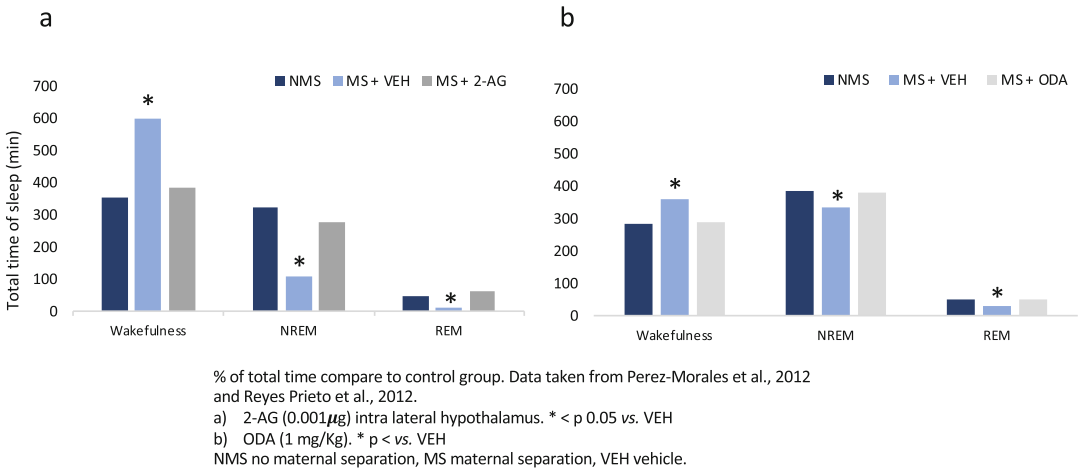 a
b
NMS MS + VEH MS + 2-AG
NMS MS + VEH MS + ODA
Total time of sleep (min)
700
600
500
400
300
200
100
0
*
*
*
Wakefulness NREM REM
700
600
500
400
300
200
100
0
*
*
*
Wakefulness NREM REM
% of total time compare to control group. Data taken from Perez-Morales et al., 2012
and Reyes Prieto et al., 2012.
a) 2-AG (0.001µg) intra lateral hypothalamus. * < p 0.05 vs. VEH
b) ODA (1 mg/Kg). * p < vs. VEH
NMS no maternal separation, MS maternal separation, VEH vehicle.